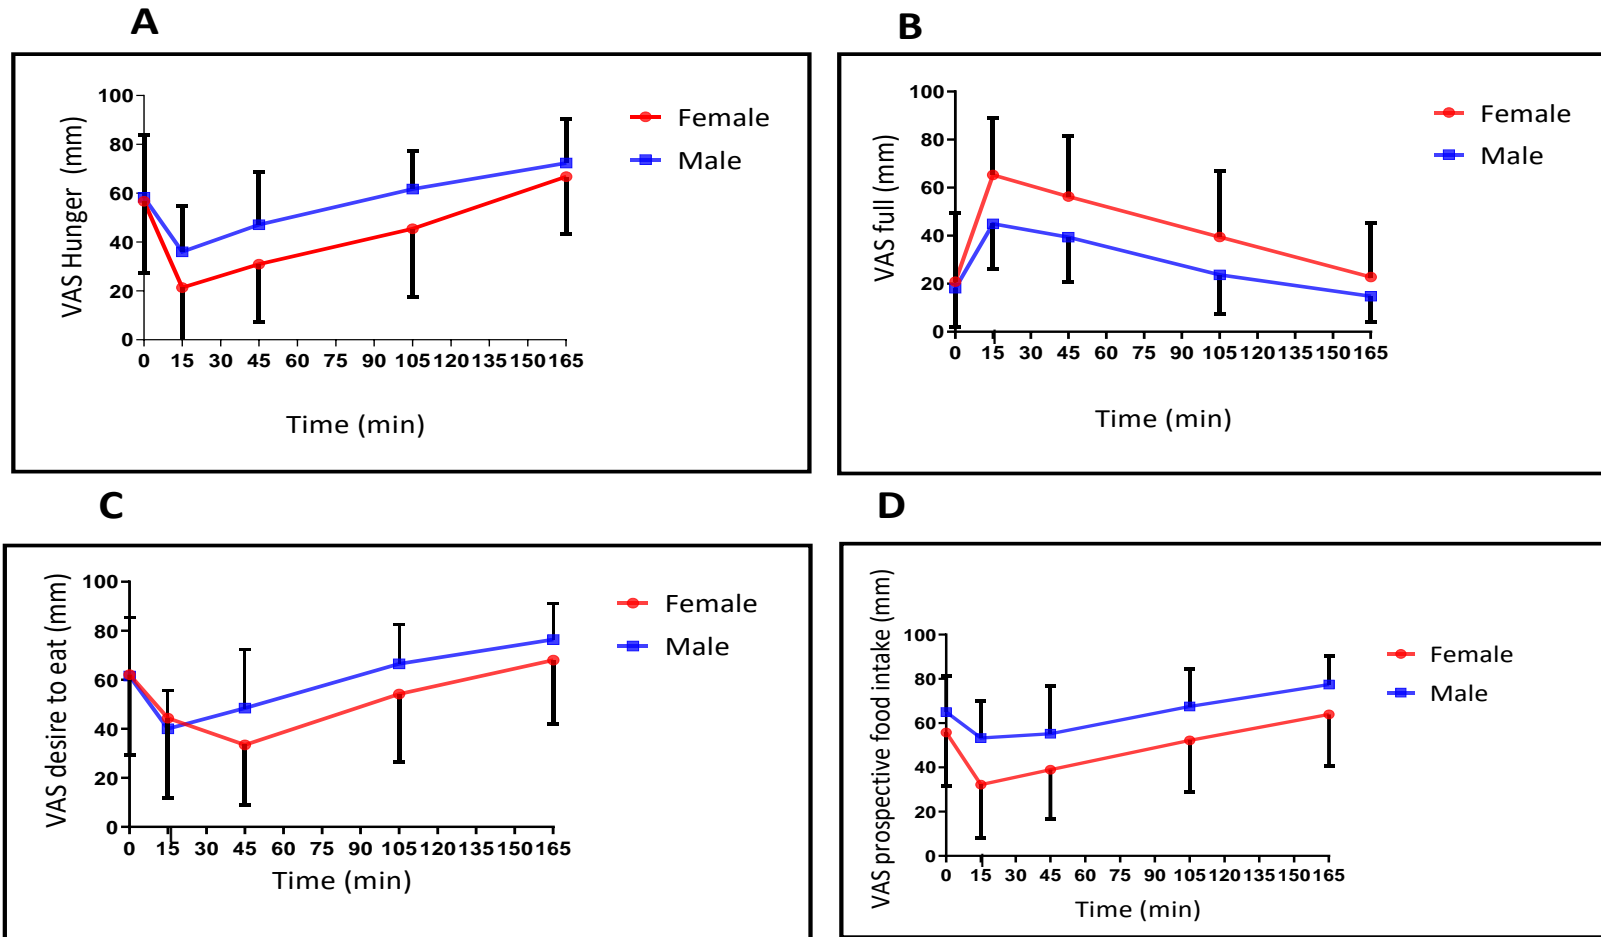 A
VAS Hunger (mm)
100
80
60
40
20
0
0 15 45 60 75 90 105 120 135 150 165
Time (min)
Female
Male
B
VAS full (mm)
100
80
60
40
20
0
0 15 30 45 60 75 90 105 120 135 150 165
Time (min)
Female
Male
C
VAS desire to eat (mm)
100
80
60
40
20
0
0 15 30 45 60 75 90 105 120 135 150 165
Time (min)
Female
Male
D
VAS prospective food intake (mm)
100
80
60
40
20
0
0 15 30 45 60 75 90 105 120 135 150 165
Time (min)
Female
Male